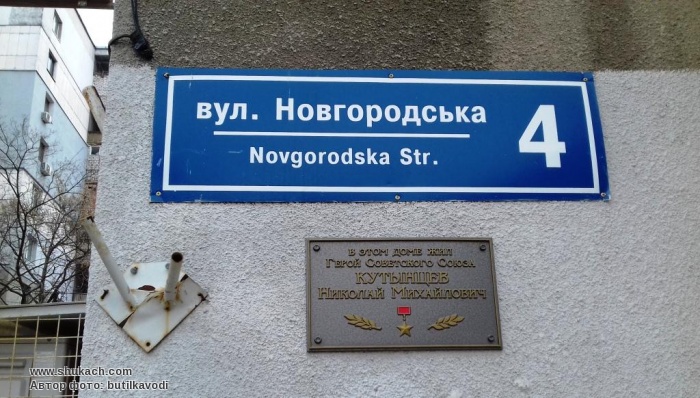 вул. Новгородська
Novgorodska Str.
4
В ЭТОМ ДОМЕ ЖИЛ
ГЕРОЙ СОВЕТСКОГО СОЮЗА
КУТЫНЦЕВ
НИКОЛАЙ МИХАЙЛОВИЧ
www.shukach.com
Автор фото: butilkavodi